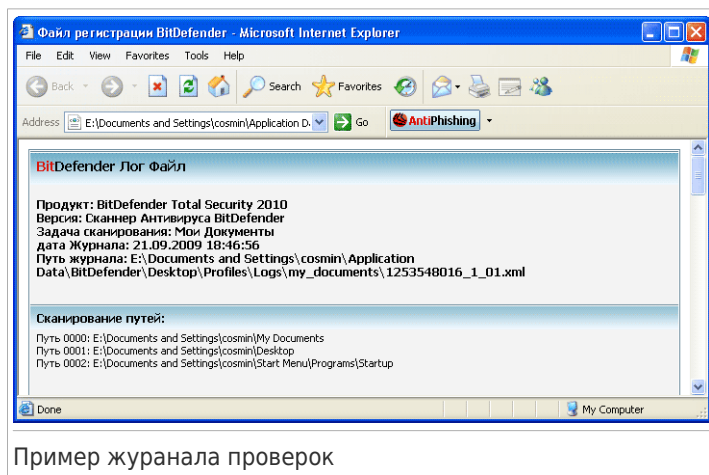 Файл регистрации BitDefender - Microsoft Internet Explorer
File Edit View Favorites Tools Help
Back Search Favorites
Address E:\Documents and Settings\cosmin\Application D. Go AntiPhishing
BitDefender Лог Файл
Продукт: BitDefender Total Security 2010
Версия: Сканнер Антивируса BitDefender
Задача сканирования: Мои Документы
дата Журнала: 21.09.2009 18:46:56
Путь журнала: E:\Documents and Settings\cosmin\Application
Data\BitDefender\Desktop\Profiles\Logs\my_documents\1253548016_1_01.xml
Сканирование путей:
Путь 0000: E:\Documents and Settings\cosmin\My Documents
Путь 0001: E:\Documents and Settings\cosmin\Desktop
Путь 0002: E:\Documents and Settings\cosmin\Start Menu\Programs\Startup
Done My Computer
Пример журанала проверок